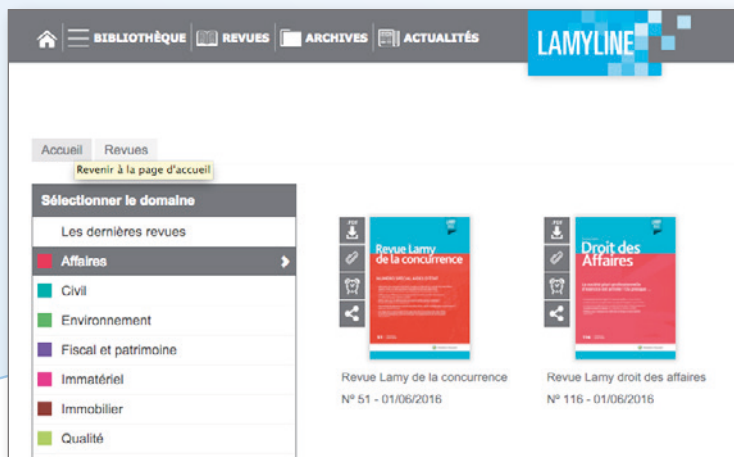 BIBLIOTHÈQUE REVUES ARCHIVES ACTUALITÉS
LAMYLINE
Accueil Revues
Revenir à la page d'accueil
Sélectionner le domaine
Les dernières revues
Affaires
Civil
Environnement
Fiscal et patrimoine
Immatériel
Immobilier
Qualité
PDF
Revue Lamy
de la concurrence
Revue Lamy de la concurrence
N° 51 - 01/06/2016
PDF
Droit des
Affaires
Revue Lamy droit des affaires
N° 116 - 01/06/2016